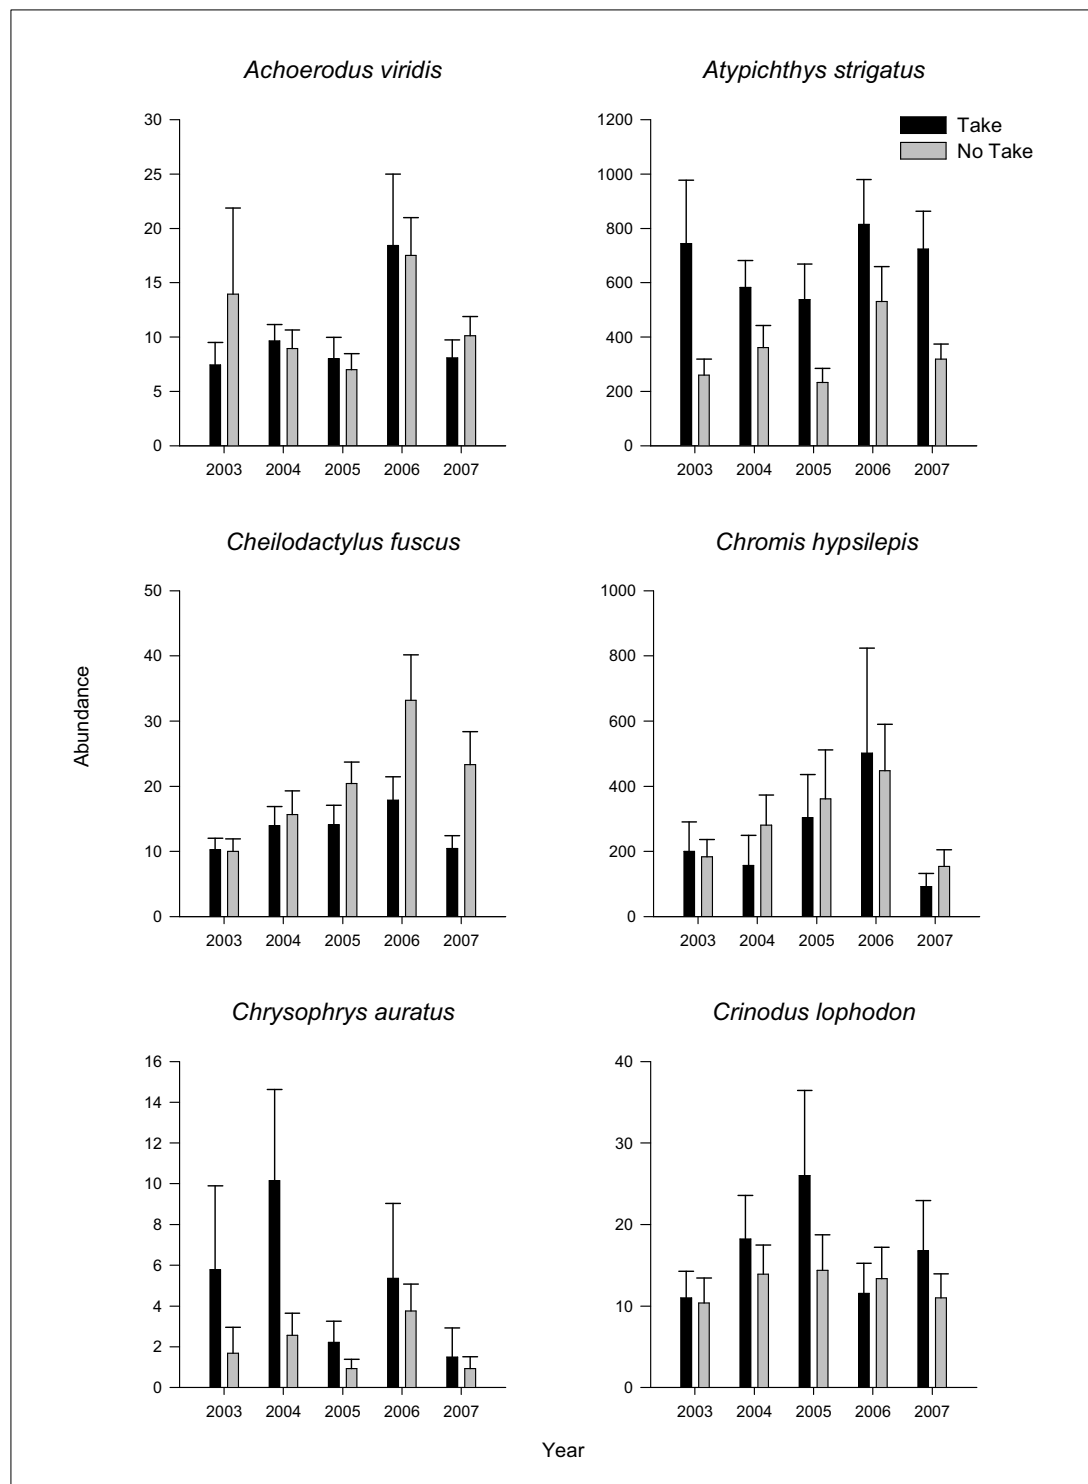 Achoerodus viridis
Atypichthys strigatus
30
25
20
15
10
5
0
2003 2004 2005 2006 2007
1200
1000
800
600
400
200
0
2003 2004 2005 2006 2007
Take
No Take
Cheilodactylus fuscus
Chromis hypsilepis
Abundance
50
40
30
20
10
0
2003 2004 2005 2006 2007
1000
800
600
400
200
0
2003 2004 2005 2006 2007
Chrysophrys auratus
Crinodus lophodon
16
14
12
10
8
6
4
2
0
2003 2004 2005 2006 2007
40
30
20
10
0
2003 2004 2005 2006 2007
Year